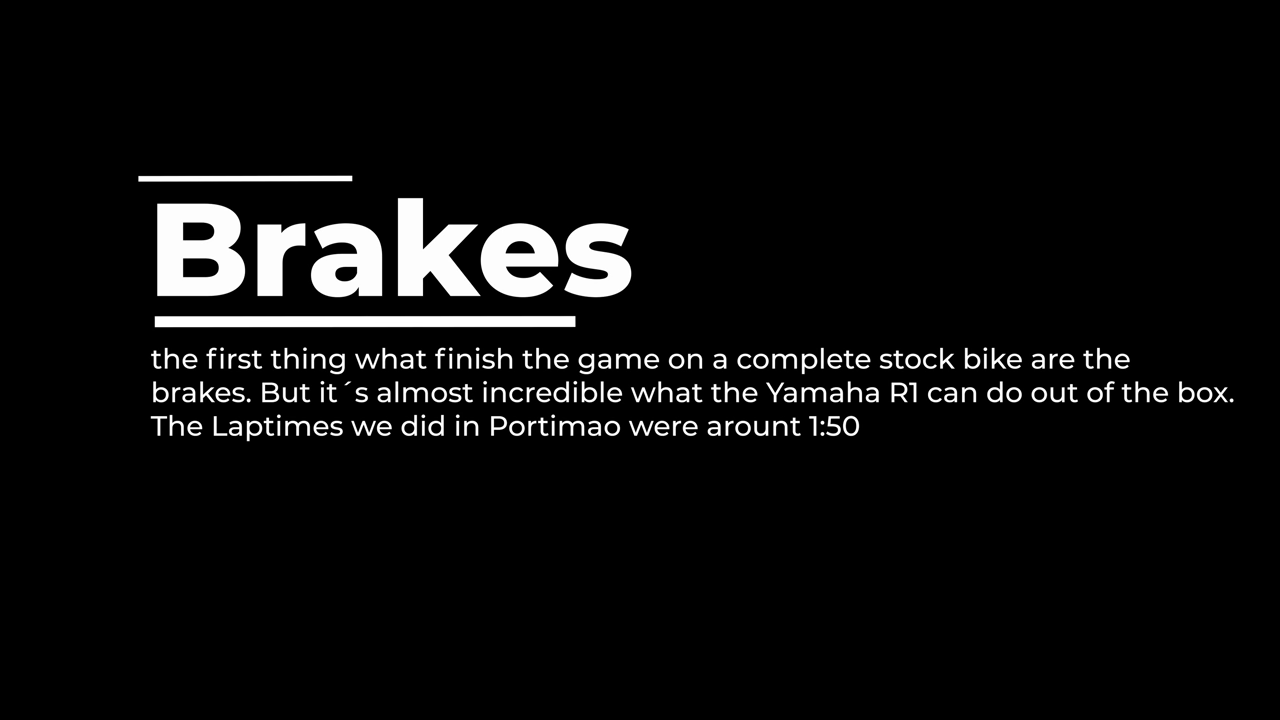 Brakes
the first thing what finish the game on a complete stock bike are the
brakes. But it´s almost incredible what the Yamaha R1 can do out of the box.
The Laptimes we did in Portimao were arount 1:50